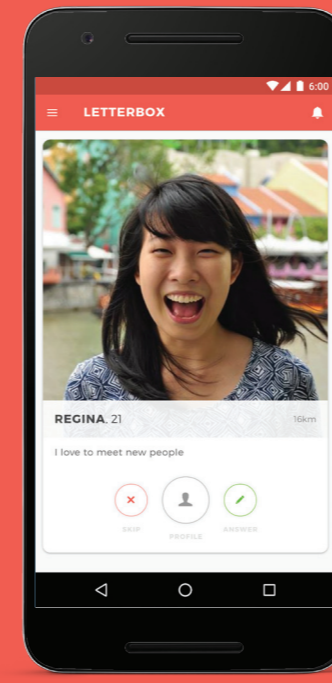 6:00
LETTERBOX
REGINA, 21
16km
I love to meet new people
SKIP
PROFILE
ANSWER